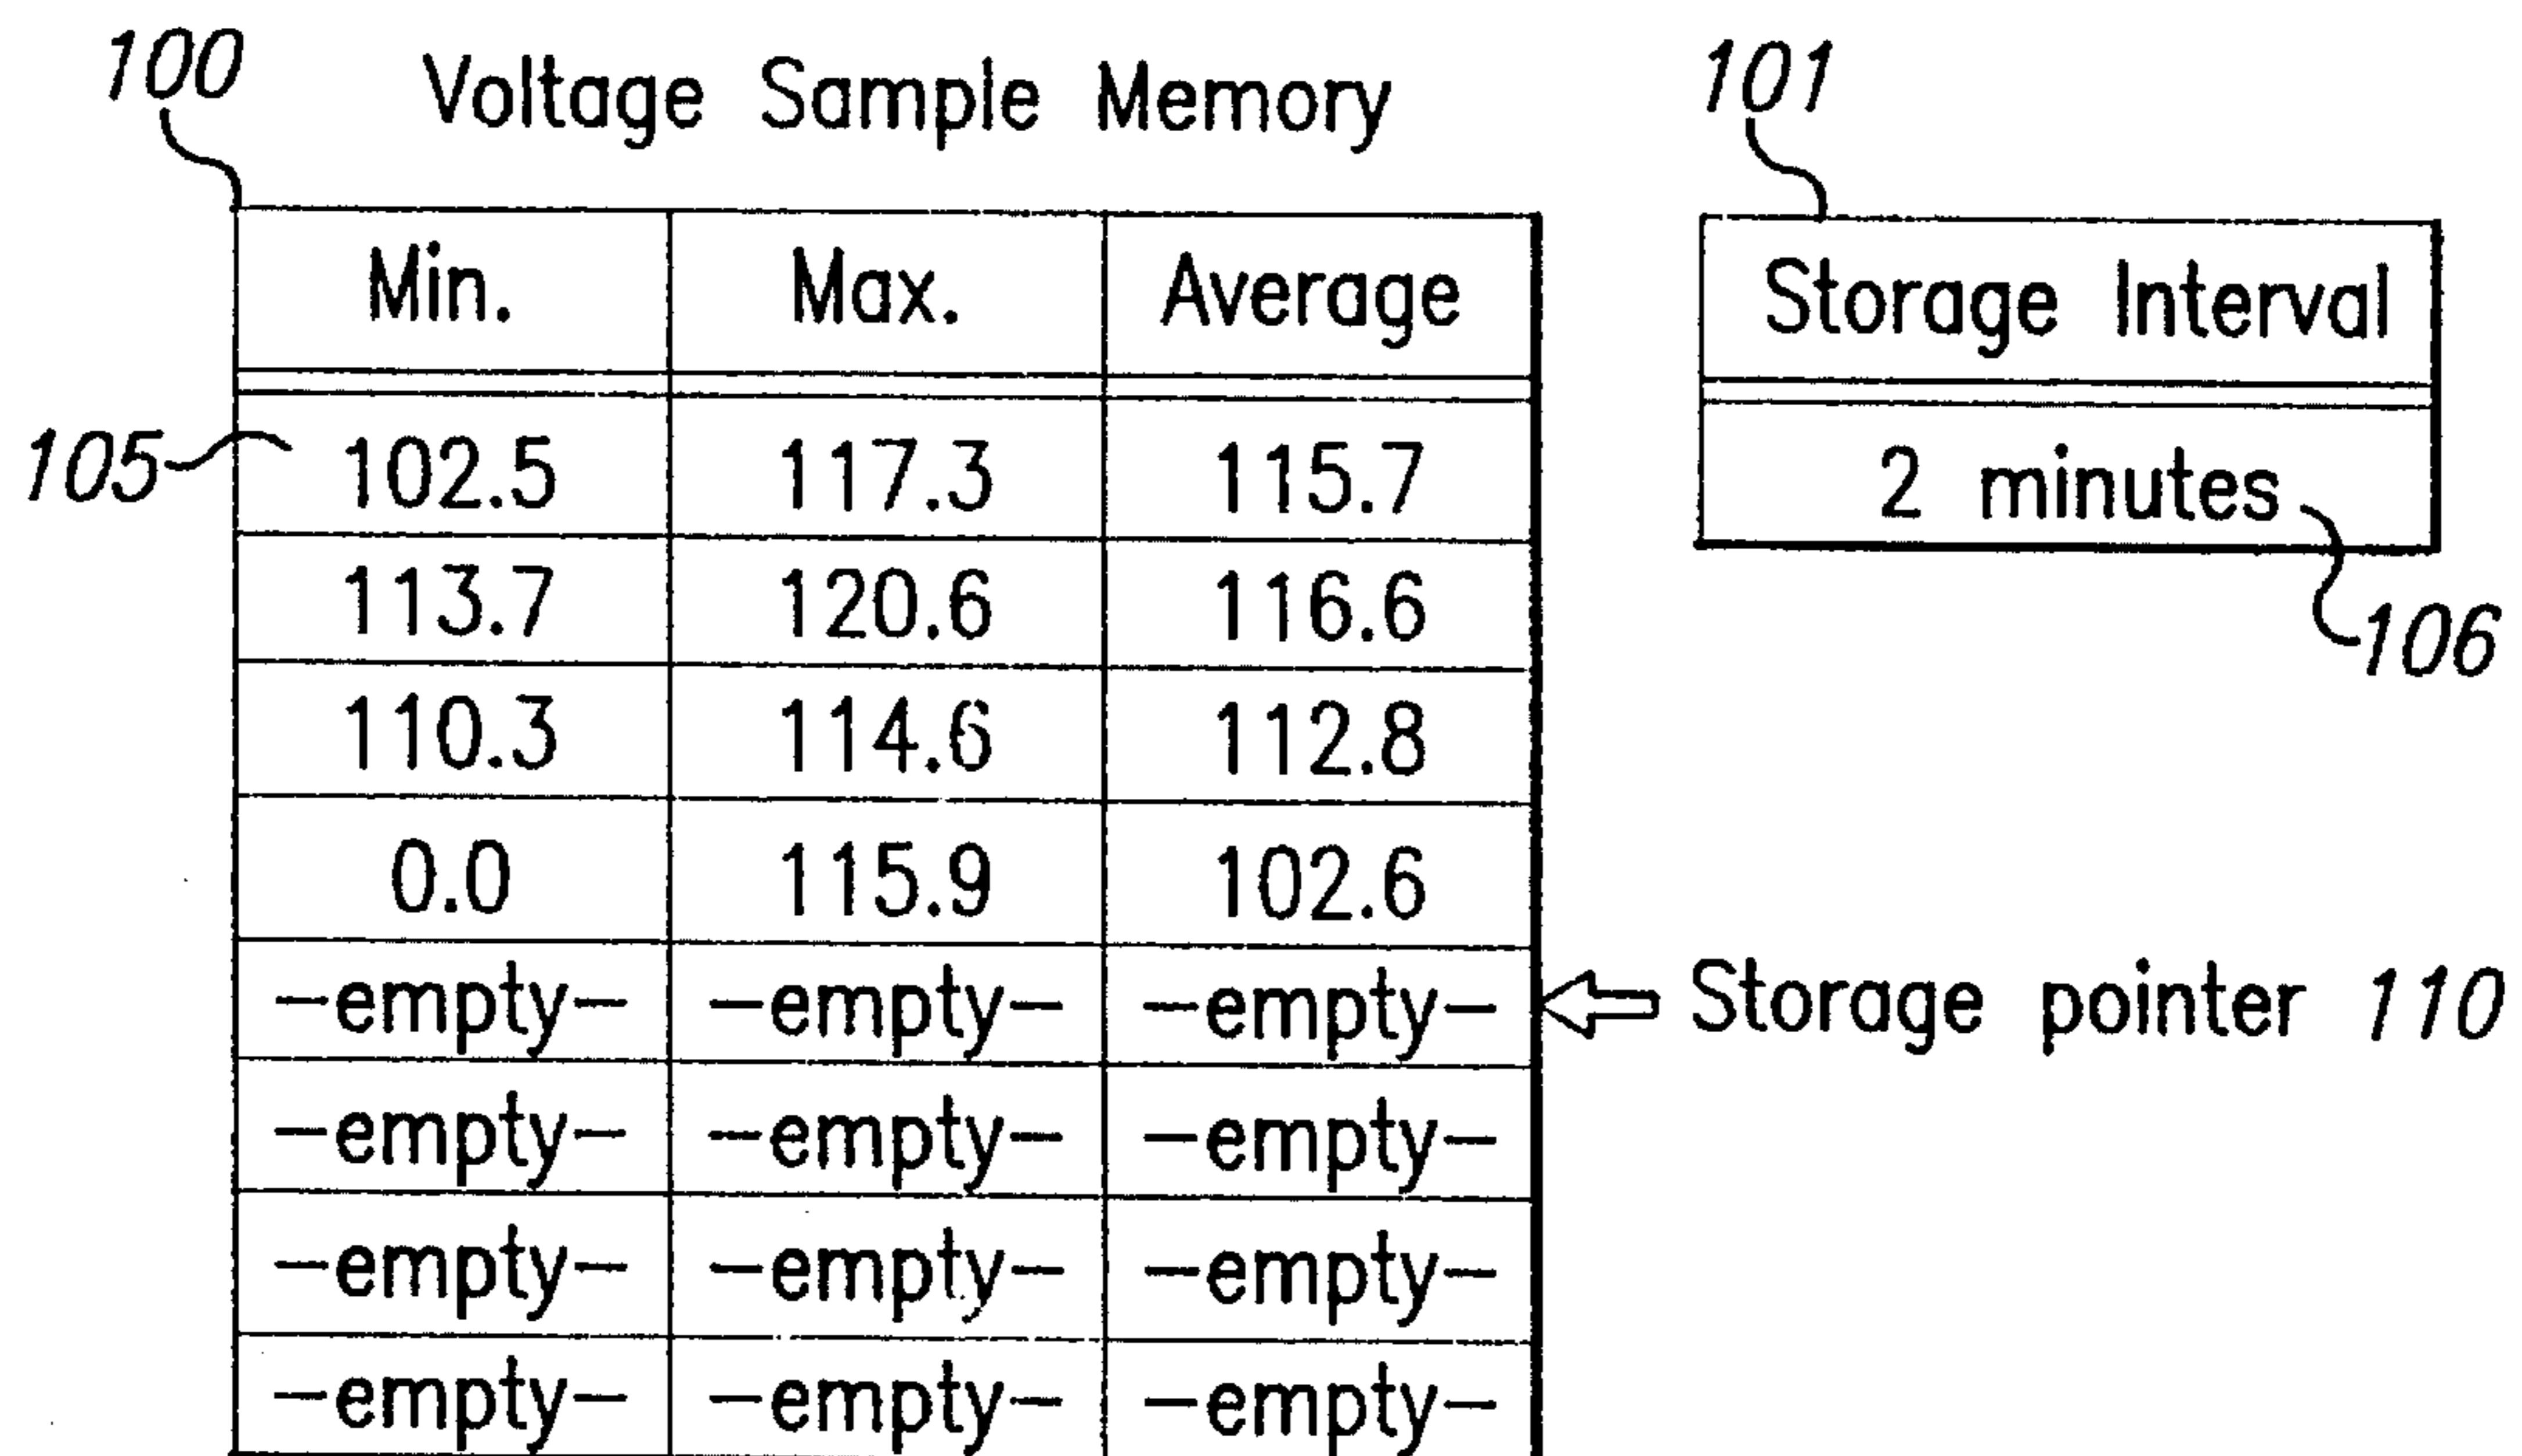 100 Voltage Sample Memory 101
Min. Max. Average Storage Interval
105 102.5 117.3 115.7 2 minutes
113.7 120.6 116.6 106
110.3 114.6 112.8
0.0 115.9 102.6
-empty- -empty- -empty- Storage pointer 110
-empty- -empty- -empty-
-empty- -empty- -empty-
-empty- -empty- -empty-